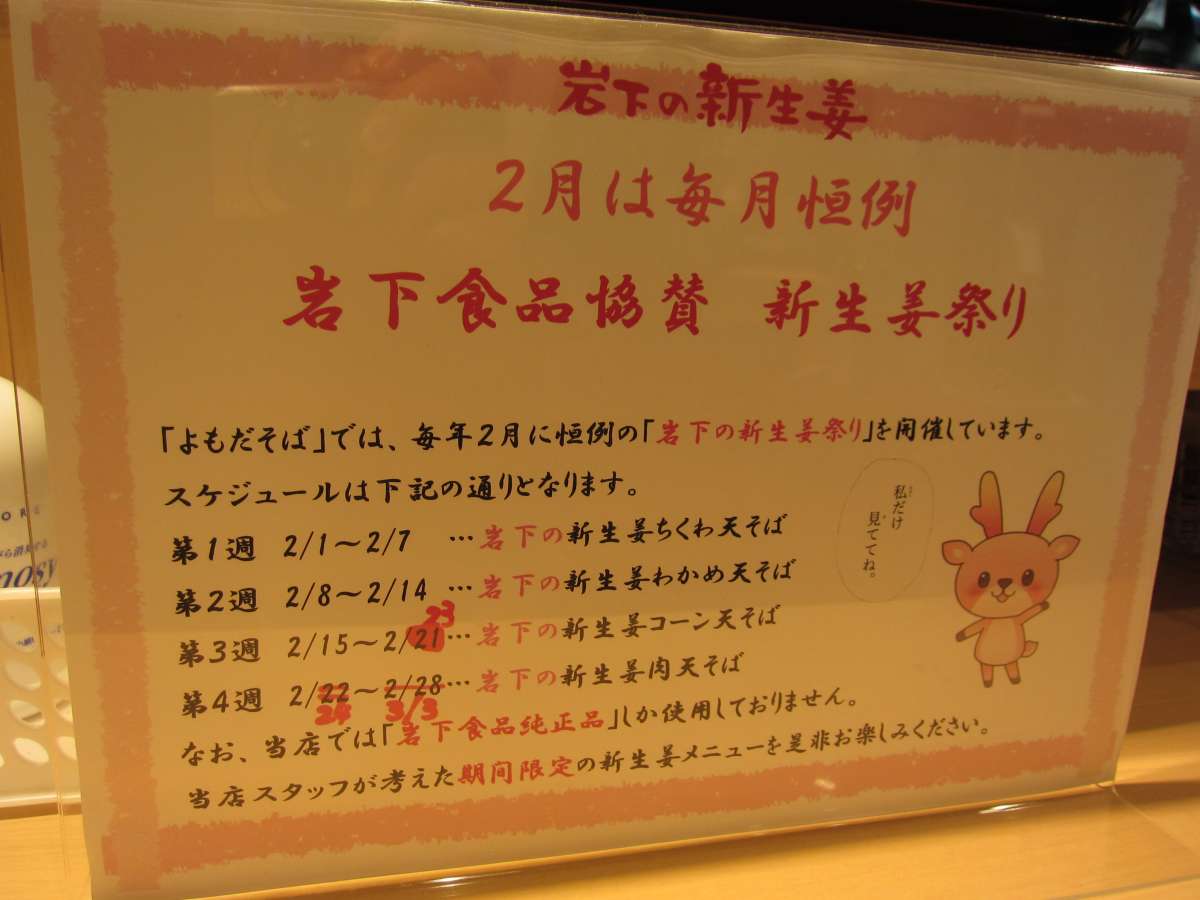 岩下の新生姜
2月は毎月恒例
岩下食品協賛　新生姜祭り
「よもだそば」では、毎年2月に恒例の「岩下の新生姜祭り」を開催しています。
スケジュールは下記の通りとなります。
第1週　2/1〜2/7　…岩下の新生姜ちくわ天そば
第2週　2/8〜2/14 …岩下の新生姜わかめ天そば
23
第3週　2/15〜2/21…岩下の新生姜コーン天そば
第4週　2/22〜2/28…岩下の新生姜肉天そば
24　3/3
なお、当店では「岩下食品純正品」しか使用しておりません。
当店スタッフが考えた期間限定の新生姜メニューを是非お楽しみください。
私だけ
見ててね。